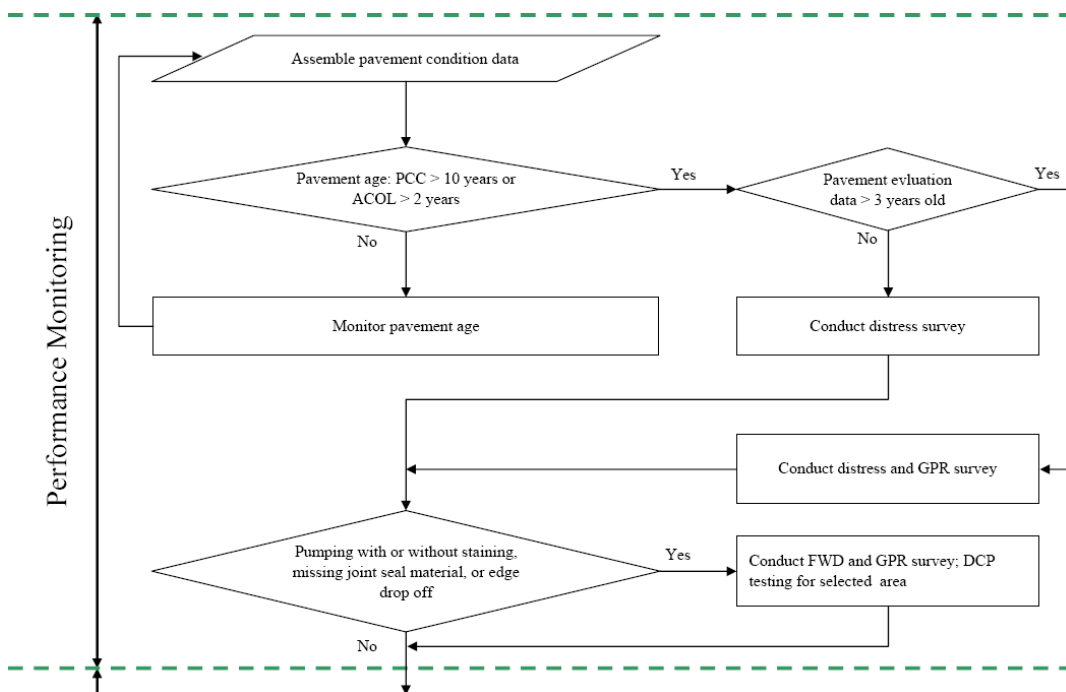 Performance Monitoring
Assemble pavement condition data
Pavement age: PCC > 10 years or
ACOL > 2 years
Yes
No
Pavement evluation
data > 3 years old
Yes
No
Monitor pavement age
Conduct distress survey
Conduct distress and GPR survey
Pumping with or without staining,
missing joint seal material, or edge
drop off
Yes
No
Conduct FWD and GPR survey; DCP
testing for selected area